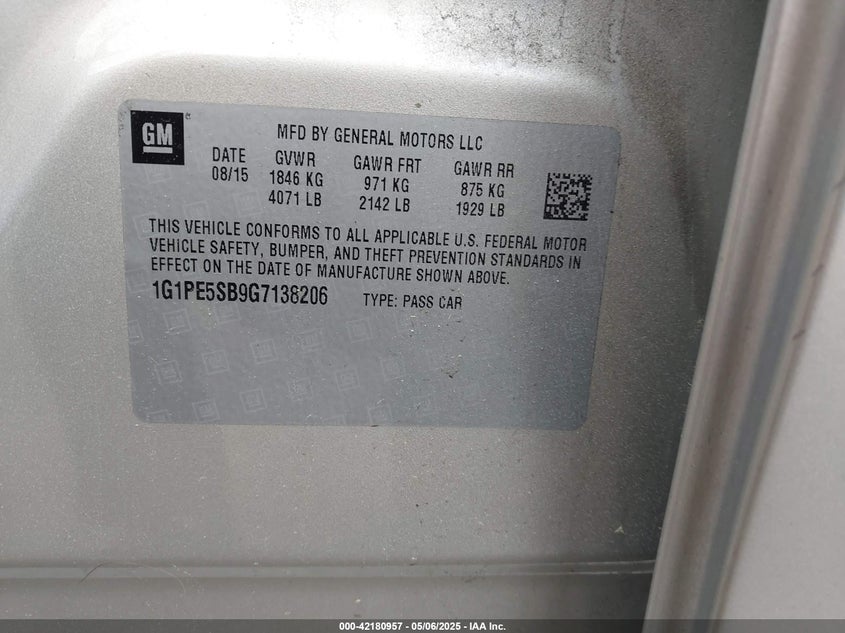 GM
MFD BY GENERAL MOTORS LLC
DATE GVWR GAWR FRT GAWR RR
08/15 1846 KG 971 KG 875 KG
4071 LB 2142 LB 1929 LB
THIS VEHICLE CONFORMS TO ALL APPLICABLE U.S. FEDERAL MOTOR
VEHICLE SAFETY, BUMPER, AND THEFT PREVENTION STANDARDS IN
EFFECT ON THE DATE OF MANUFACTURE SHOWN ABOVE.
1G1PE5SB9G7138206 TYPE: PASS CAR
000-42180957 - 05/06/2025 - IAA Inc.